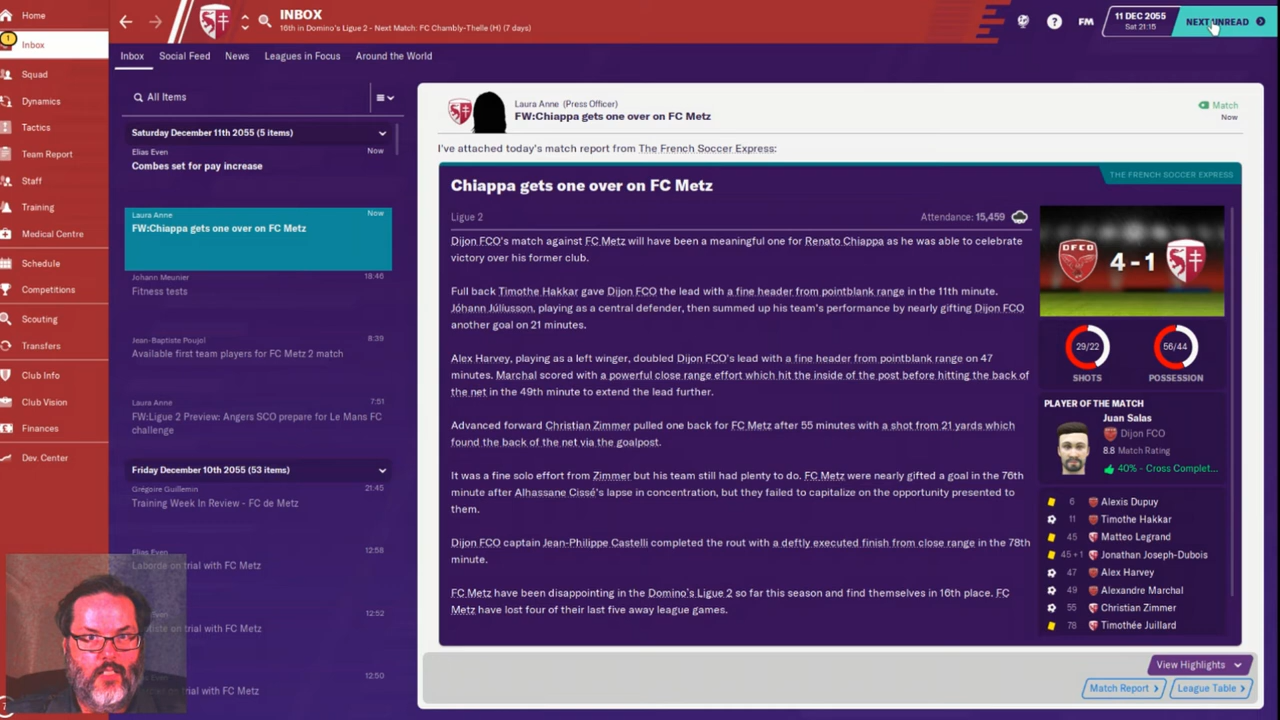 Home
Inbox
Squad
Dynamics
Tactics
Team Report
Staff
Training
Medical Centre
Schedule
Competitions
Scouting
Transfers
Club Info
Club Vision
Finances
Dev. Center
INBOX
16th in Domino's Ligue 2 - Next Match: FC Chambly-Thelle (H) (7 days)
FM
11 DEC 2055
Sat 21:15
NEXT UNREAD
Inbox
Social Feed
News
Leagues in Focus
Around the World
All Items
Saturday December 11th 2055 (5 items)
Elias Even
Now
Combes set for pay increase
Laura Anne
Now
FW:Chiappa gets one over on FC Metz
Johann Meunier
18:46
Fitness tests
Jean-Baptiste Poujol
8:39
Available first team players for FC Metz 2 match
Laura Anne
7:51
FW:Ligue 2 Preview: Angers SCO prepare for Le Mans FC
challenge
Friday December 10th 2055 (53 items)
Grégoire Guillemin
21:45
Training Week In Review - FC de Metz
Elias Even
12:58
Laborde on trial with FC Metz
12:52
on trial with FC Metz
12:50
trial with FC Metz
Laura Anne (Press Officer)
FW:Chiappa gets one over on FC Metz
Match
Now
I've attached today's match report from The French Soccer Express:
THE FRENCH SOCCER EXPRESS
Chiappa gets one over on FC Metz
Ligue 2
Attendance: 15,459
Dijon FCO's match against FC Metz will have been a meaningful one for Renato Chiappa as he was able to celebrate
victory over his former club.
Full back Timothe Hakkar gave Dijon FCO the lead with a fine header from pointblank range in the 11th minute.
Jóhann Júlíusson, playing as a central defender, then summed up his team's performance by nearly gifting Dijon FCO
another goal on 21 minutes.
Alex Harvey, playing as a left winger, doubled Dijon FCO's lead with a fine header from pointblank range on 47
minutes. Marchal scored with a powerful close range effort which hit the inside of the post before hitting the back of
the net in the 49th minute to extend the lead further.
Advanced forward Christian Zimmer pulled one back for FC Metz after 55 minutes with a shot from 21 yards which
found the back of the net via the goalpost.
It was a fine solo effort from Zimmer but his team still had plenty to do. FC Metz were nearly gifted a goal in the 76th
minute after Alhassane Cissé's lapse in concentration, but they failed to capitalize on the opportunity presented to
them.
Dijon FCO captain Jean-Philippe Castelli completed the rout with a deftly executed finish from close range in the 78th
minute.
FC Metz have been disappointing in the Domino's Ligue 2 so far this season and find themselves in 16th place. FC
Metz have lost four of their last five away league games.
DFCO
4 - 1
29/22
SHOTS
56/44
POSSESSION
PLAYER OF THE MATCH
Juan Salas
Dijon FCO
8.8 Match Rating
40% - Cross Complet...
6 Alexis Dupuy
11 Timothe Hakkar
45 Matteo Legrand
45+1 Jonathan Joseph-Dubois
47 Alex Harvey
49 Alexandre Marchal
55 Christian Zimmer
78 Timothée Juillard
View Highlights
Match Report
League Table